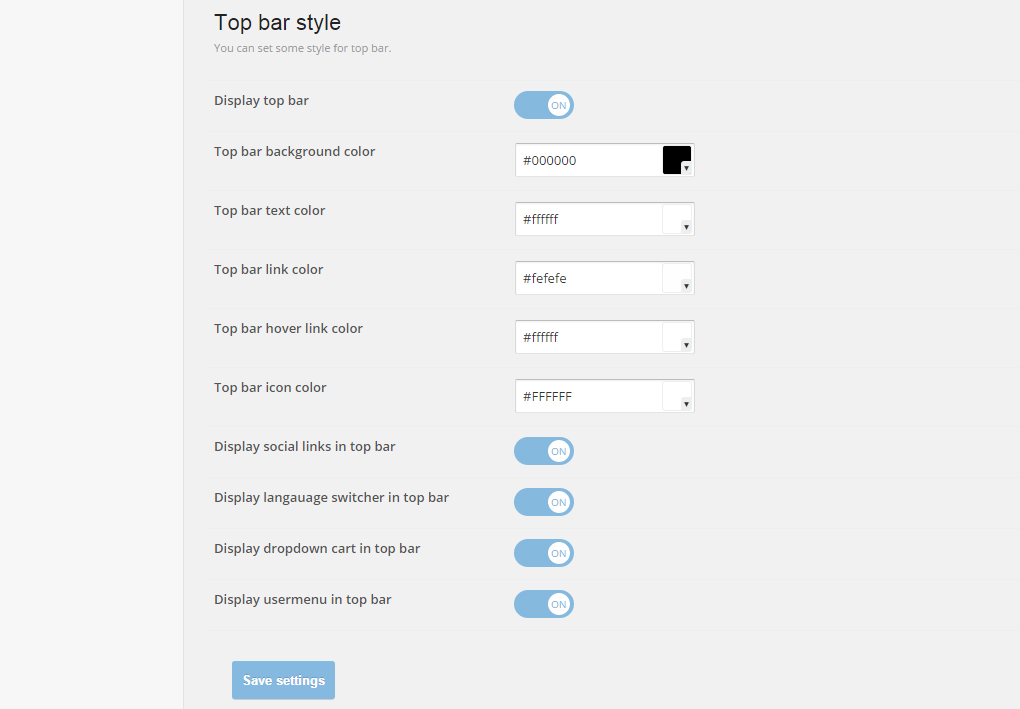 Top bar style
You can set some style for top bar.
Display top bar
ON
Top bar background color
#000000
Top bar text color
#ffffff
Top bar link color
#fefefe
Top bar hover link color
#ffffff
Top bar icon color
#FFFFFF
Display social links in top bar
ON
Display langauage switcher in top bar
ON
Display dropdown cart in top bar
ON
Display usermenu in top bar
ON
Save settings